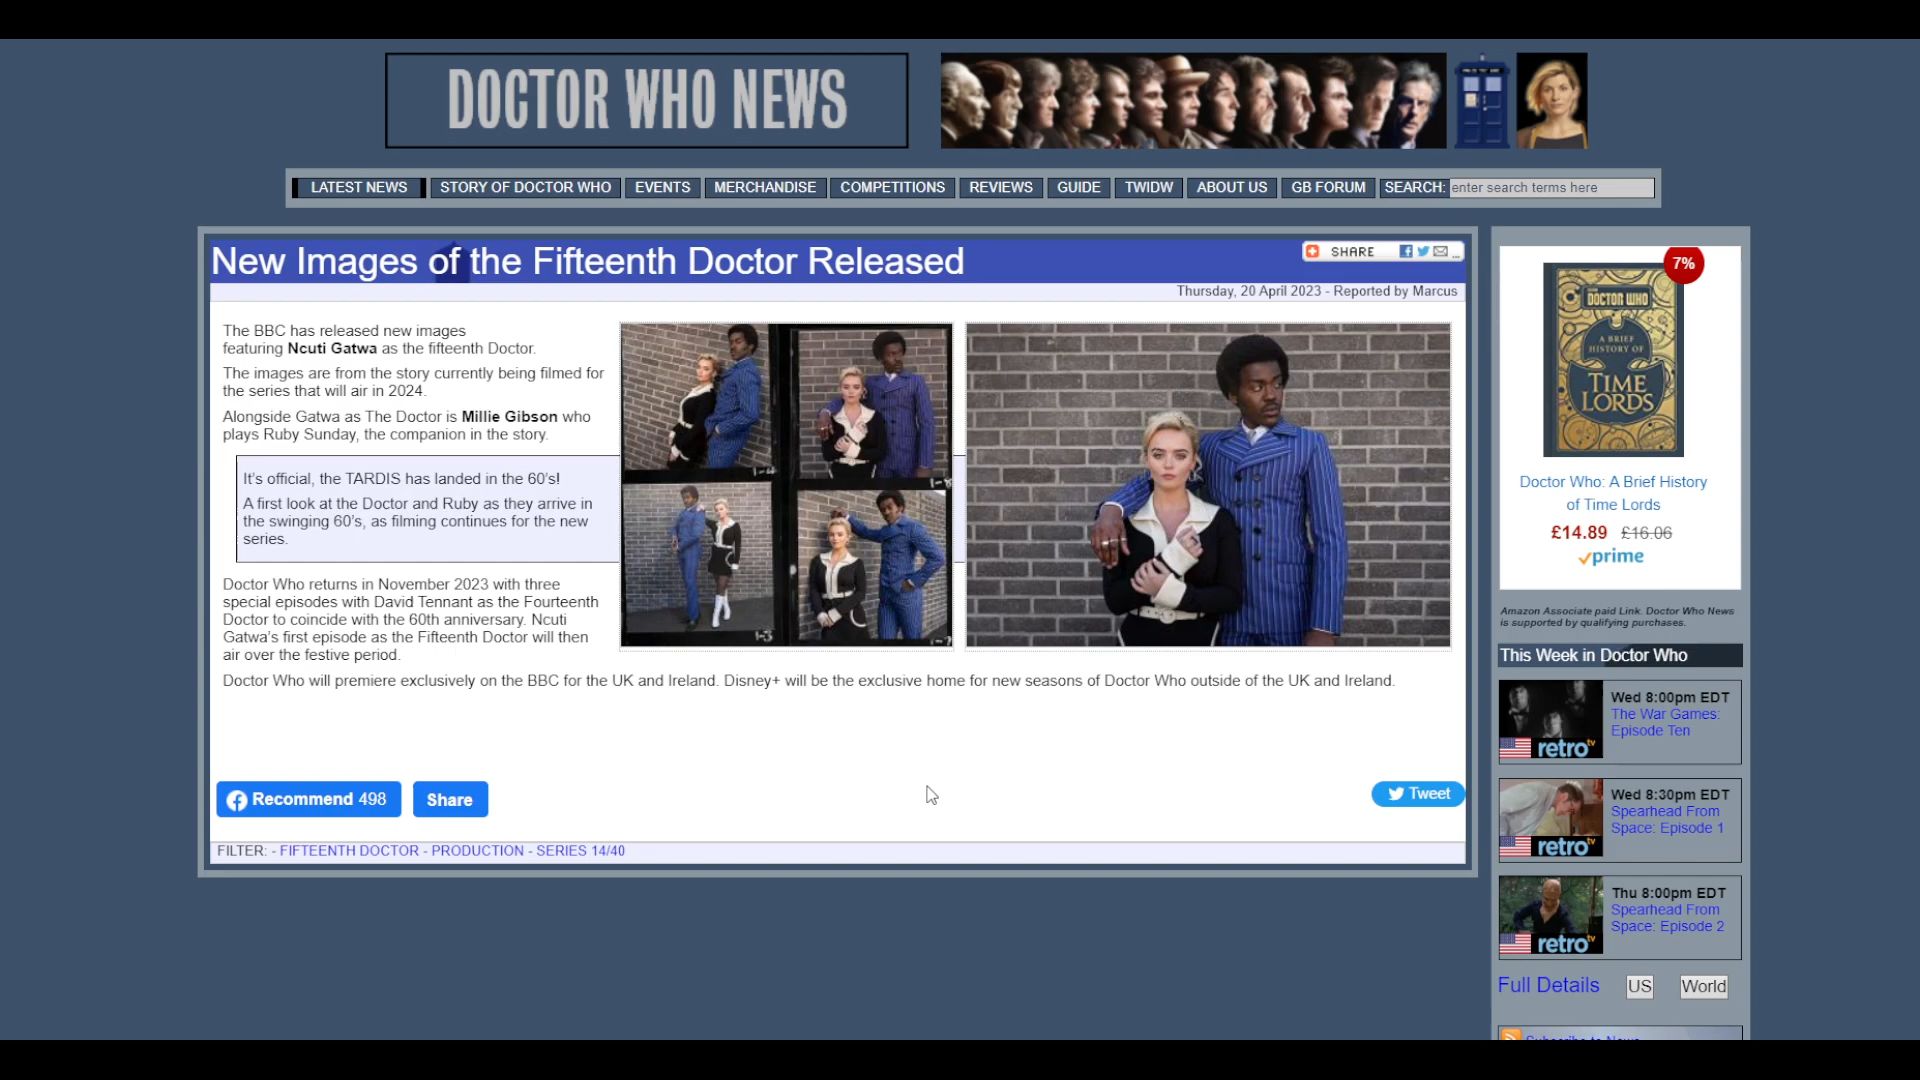 DOCTOR WHO NEWS
LATEST NEWS
STORY OF DOCTOR WHO
EVENTS
MERCHANDISE
COMPETITIONS
REVIEWS
GUIDE
TWIDW
ABOUT US
GB FORUM
SEARCH:
enter search terms here
New Images of the Fifteenth Doctor Released
SHARE
Thursday, 20 April 2023 - Reported by Marcus
The BBC has released new images
featuring Ncuti Gatwa as the fifteenth Doctor.
The images are from the story currently being filmed for
the series that will air in 2024.
Alongside Gatwa as The Doctor is Millie Gibson who
plays Ruby Sunday, the companion in the story.
It's official, the TARDIS has landed in the 60's!
A first look at the Doctor and Ruby as they arrive in
the swinging 60's, as filming continues for the new
series.
Doctor Who returns in November 2023 with three
special episodes with David Tennant as the Fourteenth
Doctor to coincide with the 60th anniversary. Ncuti
Gatwa's first episode as the Fifteenth Doctor will then
air over the festive period.
Doctor Who will premiere exclusively on the BBC for the UK and Ireland. Disney+ will be the exclusive home for new seasons of Doctor Who outside of the UK and Ireland.
Recommend 498
Share
Tweet
FILTER: - FIFTEENTH DOCTOR - PRODUCTION - SERIES 14/40
7%
DOCTOR WHO
A BRIEF
HISTORY OF
TIME
LORDS
Doctor Who: A Brief History
of Time Lords
£14.89 £16.06
prime
Amazon Associate paid Link. Doctor Who News
is supported by qualifying purchases.
This Week in Doctor Who
Wed 8:00pm EDT
The War Games:
Episode Ten
retro tv
Wed 8:30pm EDT
Spearhead From
Space: Episode 1
retro tv
Thu 8:00pm EDT
Spearhead From
Space: Episode 2
retro tv
Full Details
US
World
Subscribe to News